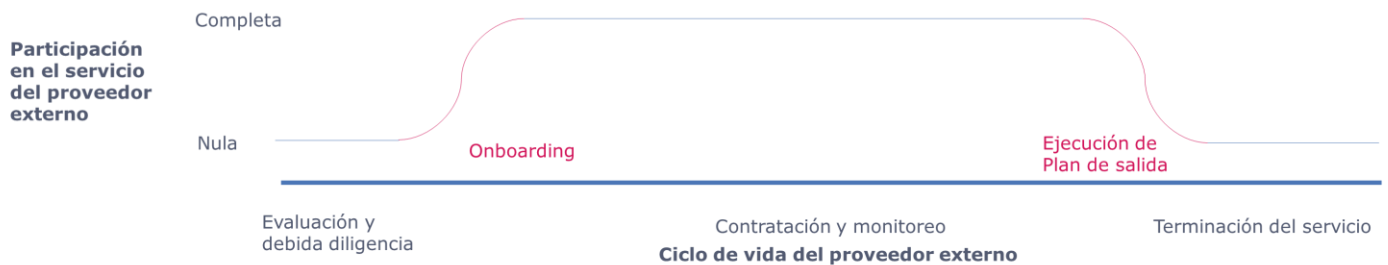 Completa
Participación
en el servicio
del proveedor
externo
Nula
Onboarding
Ejecución de
Plan de salida
Evaluación y
debida diligencia
Contratación y monitoreo
Terminación del servicio
Ciclo de vida del proveedor externo